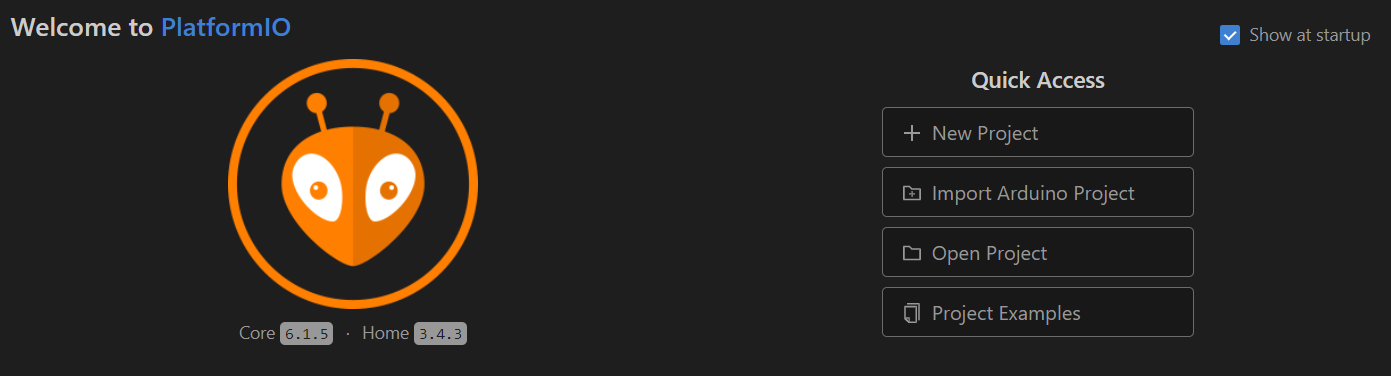 Welcome to PlatformIO
Show at startup
Quick Access
New Project
Import Arduino Project
Open Project
Project Examples
Core 6.1.5 · Home 3.4.3